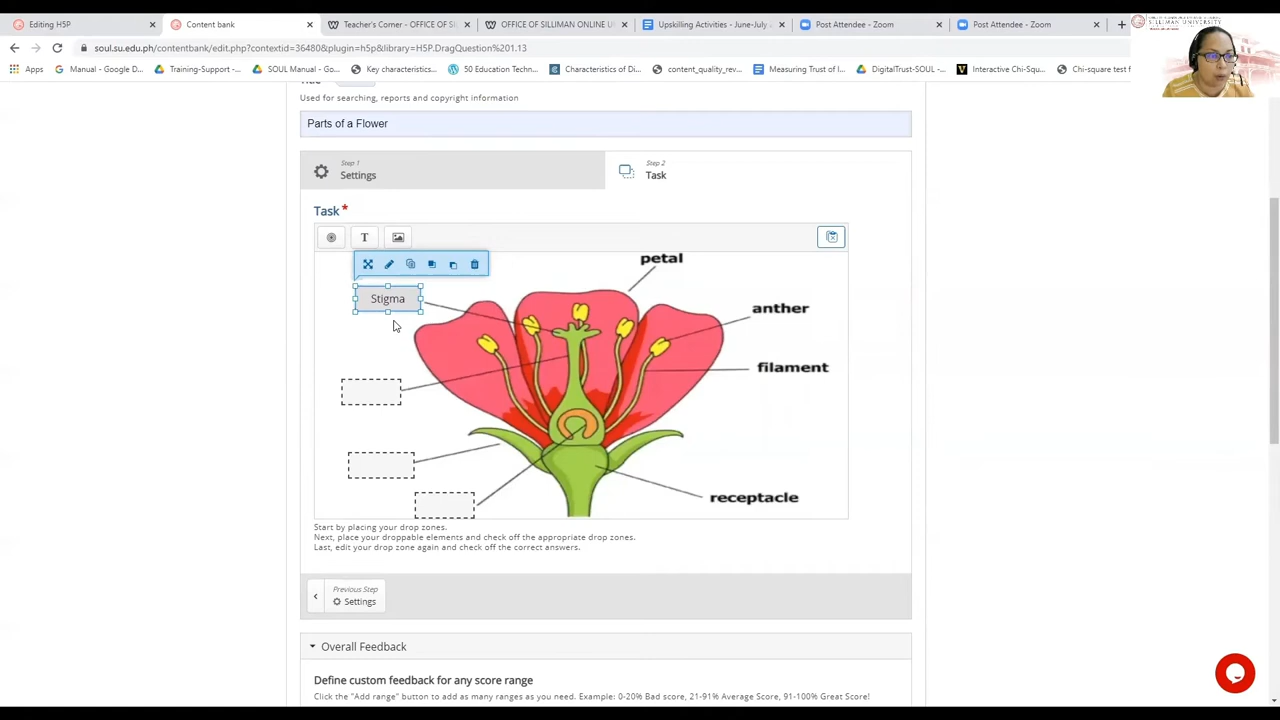 Editing H5P
Content bank
Teacher's Corner - OFFICE OF SI
OFFICE OF SILLIMAN ONLINE U
Upskilling Activities - June-July
Post Attendee - Zoom
Post Attendee - Zoom
soul.su.edu.ph/contentbank/edit.php?contextid=36480&plugin=h5p&library=H5P.DragQuestion%201.13
Apps
Manual - Google D...
Training-Support -...
SOUL Manual - Go...
Key characteristics...
50 Education Techn...
Characteristics of Di...
content_quality_rev...
Measuring Trust of I...
DigitalTrust-SOUL -...
Interactive Chi-Squ...
Chi-square test f
SILLIMAN UNIVERSITY
Used for searching, reports and copyright information
Parts of a Flower
Step 1
Settings
Step 2
Task
Task *
T
petal
Stigma
anther
filament
receptacle
Start by placing your drop zones.
Next, place your droppable elements and check off the appropriate drop zones.
Last, edit your drop zone again and check off the correct answers.
Previous Step
Settings
Overall Feedback
Define custom feedback for any score range
Click the "Add range" button to add as many ranges as you need. Example: 0-20% Bad score, 21-91% Average Score, 91-100% Great Score!